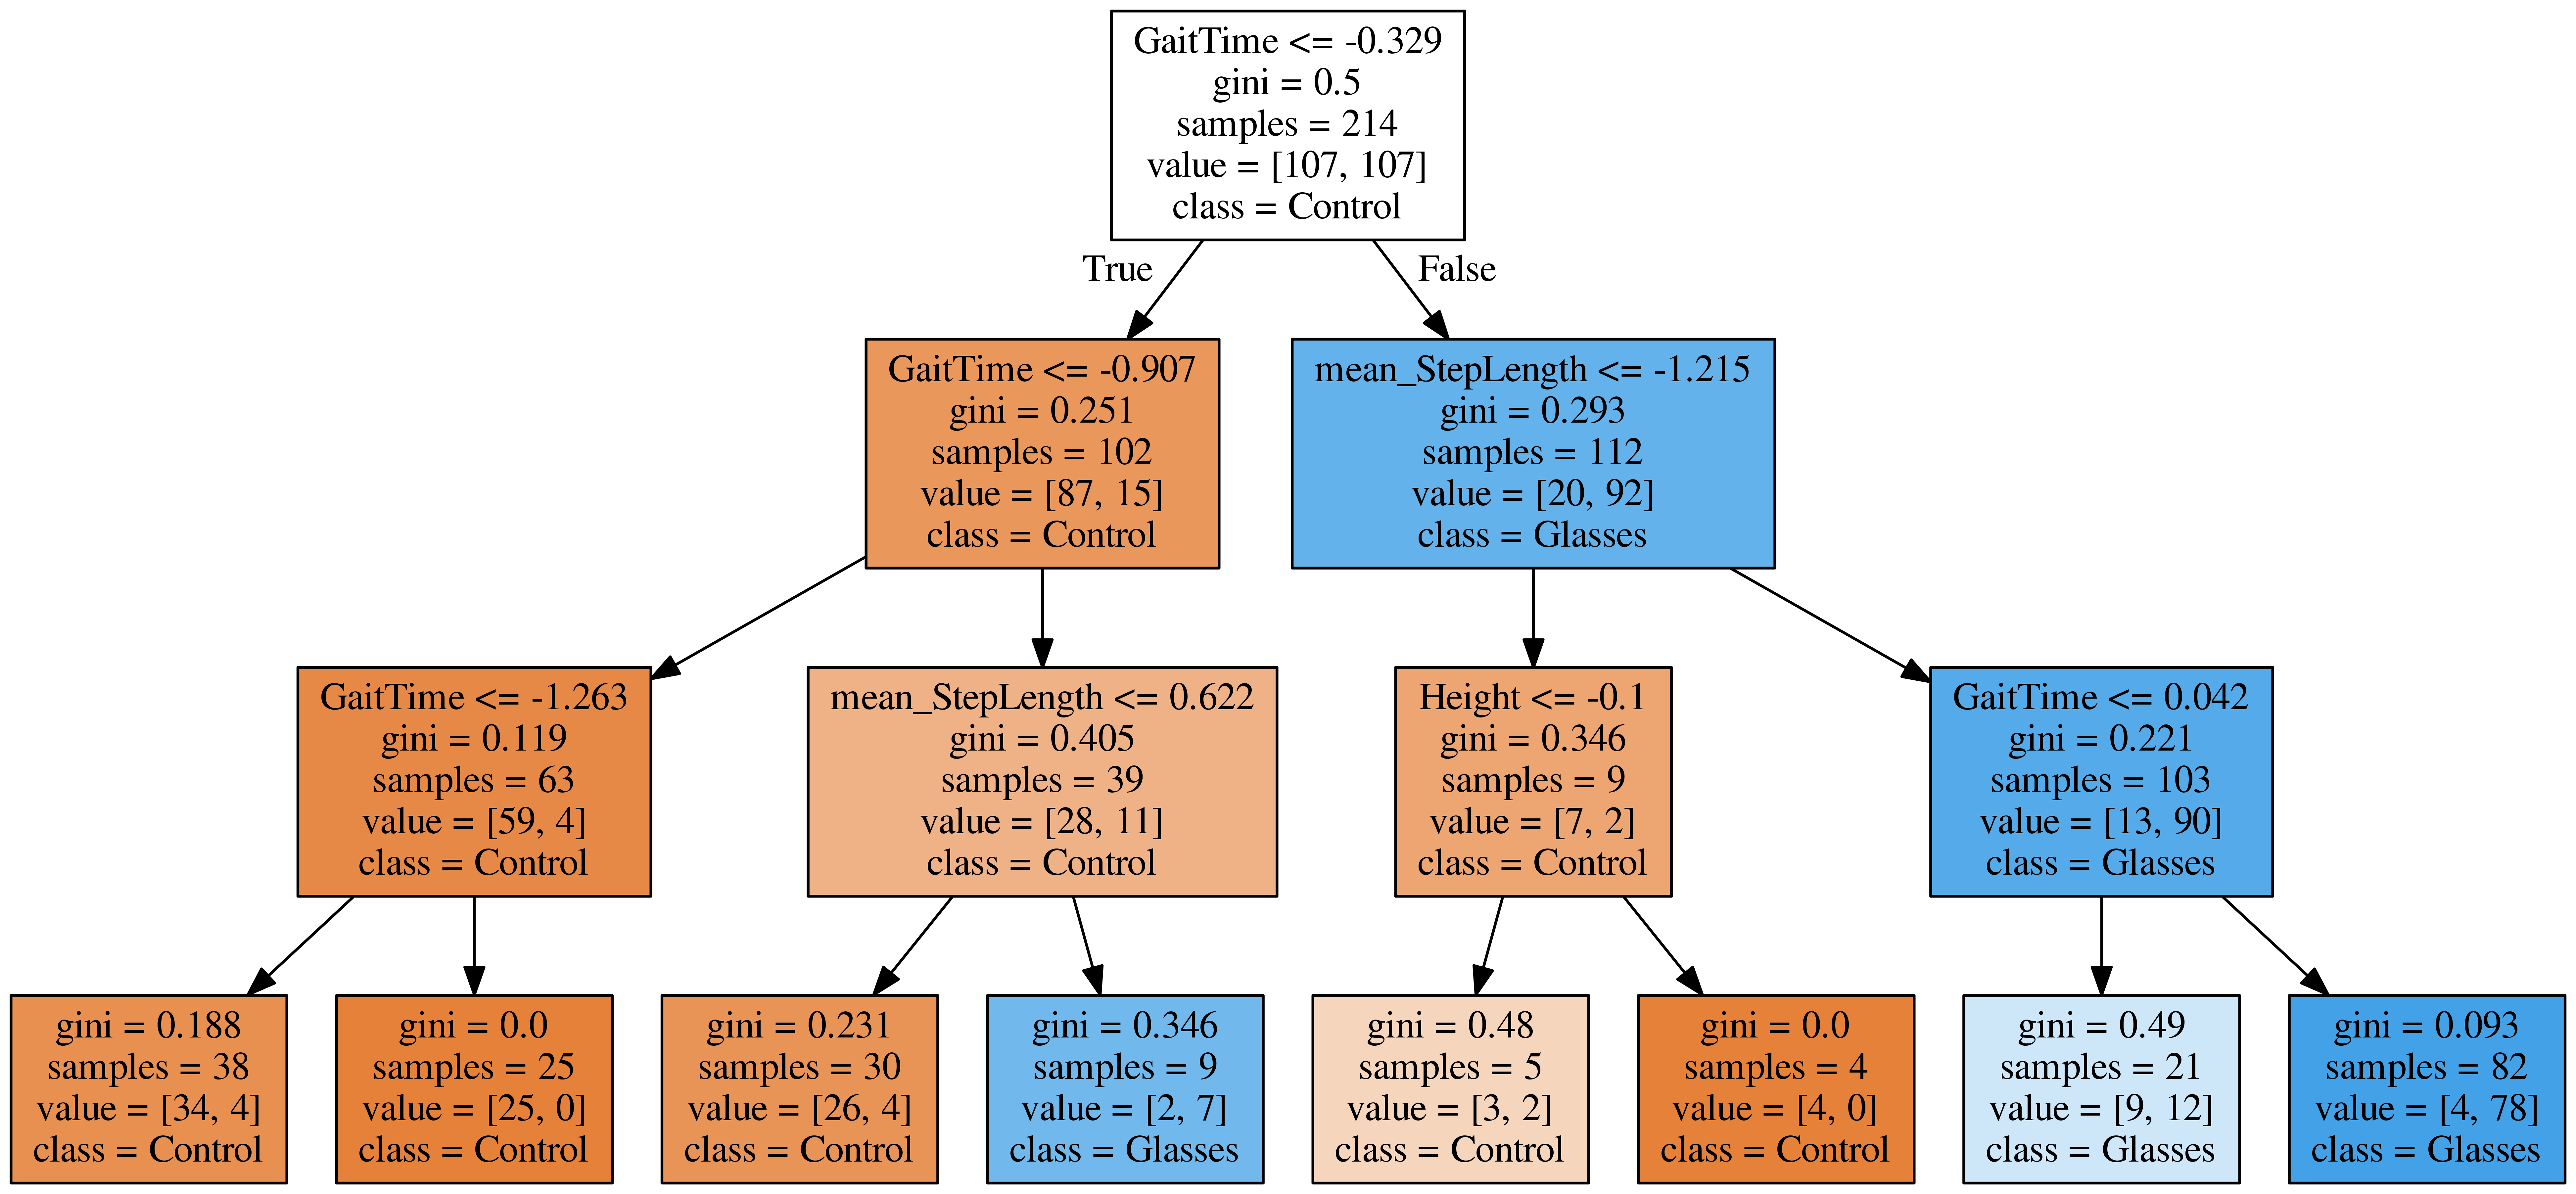 GaitTime <= -0.329
gini = 0.5
samples = 214
value = [107, 107]
class = Control
True
False
GaitTime <= -0.907
gini = 0.251
samples = 102
value = [87, 15]
class = Control
mean_StepLength <= -1.215
gini = 0.293
samples = 112
value = [20, 92]
class = Glasses
GaitTime <= -1.263
gini = 0.119
samples = 63
value = [59, 4]
class = Control
mean_StepLength <= 0.622
gini = 0.405
samples = 39
value = [28, 11]
class = Control
Height <= -0.1
gini = 0.346
samples = 9
value = [7, 2]
class = Control
GaitTime <= 0.042
gini = 0.221
samples = 103
value = [13, 90]
class = Glasses
gini = 0.188
samples = 38
value = [34, 4]
class = Control
gini = 0.0
samples = 25
value = [25, 0]
class = Control
gini = 0.231
samples = 30
value = [26, 4]
class = Control
gini = 0.346
samples = 9
value = [2, 7]
class = Glasses
gini = 0.48
samples = 5
value = [3, 2]
class = Control
gini = 0.0
samples = 4
value = [4, 0]
class = Control
gini = 0.49
samples = 21
value = [9, 12]
class = Glasses
gini = 0.093
samples = 82
value = [4, 78]
class = Glasses